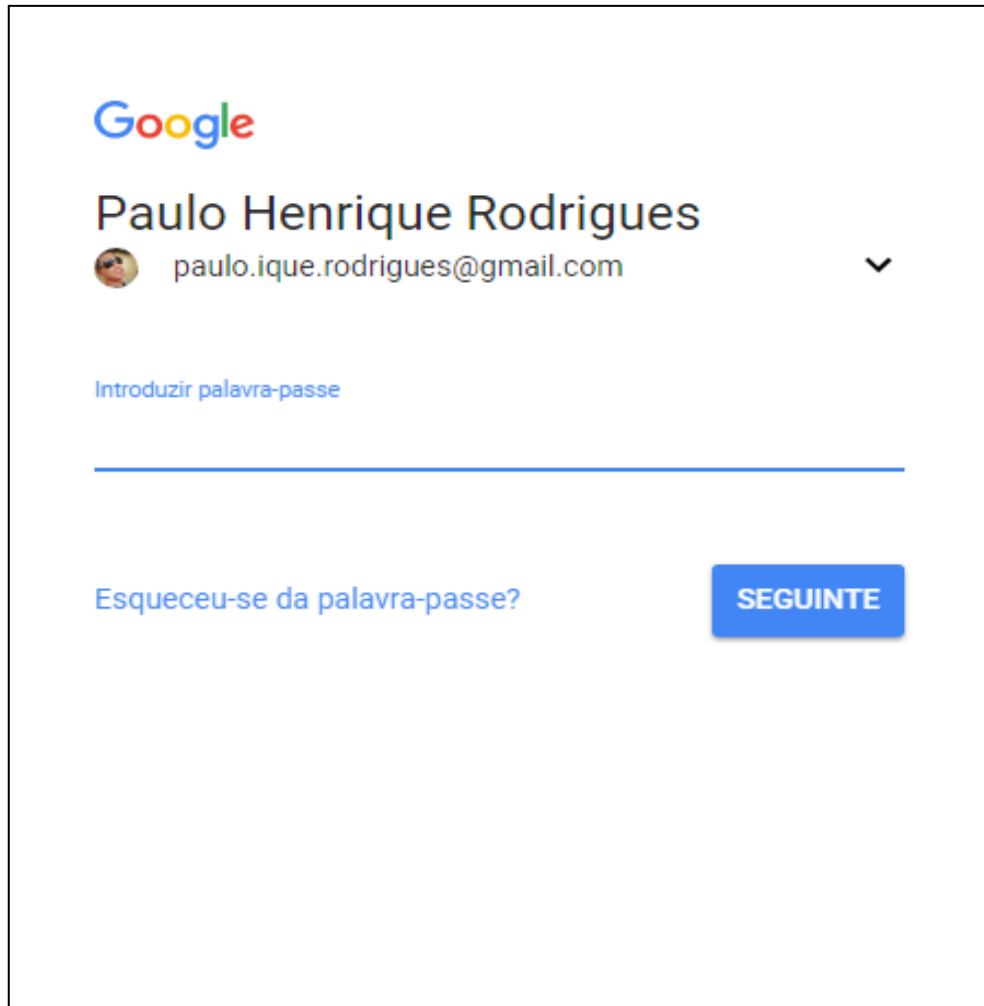 Google
Paulo Henrique Rodrigues
paulo.ique.rodrigues@gmail.com
Introduzir palavra-passe
Esqueceu-se da palavra-passe? SEGUINTE